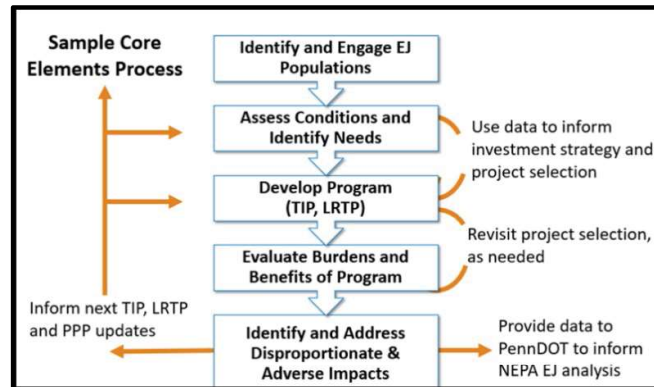 Sample Core
Elements Process
Identify and Engage EJ
Populations
Assess Conditions and
Identify Needs
Use data to inform
investment strategy and
project selection
Develop Program
(TIP, LRTP)
Revisit project selection,
as needed
Evaluate Burdens and
Benefits of Program
Inform next TIP, LRTP
and PPP updates
Identify and Address
Disproportionate &
Adverse Impacts
Provide data to
PennDOT to inform
NEPA EJ analysis